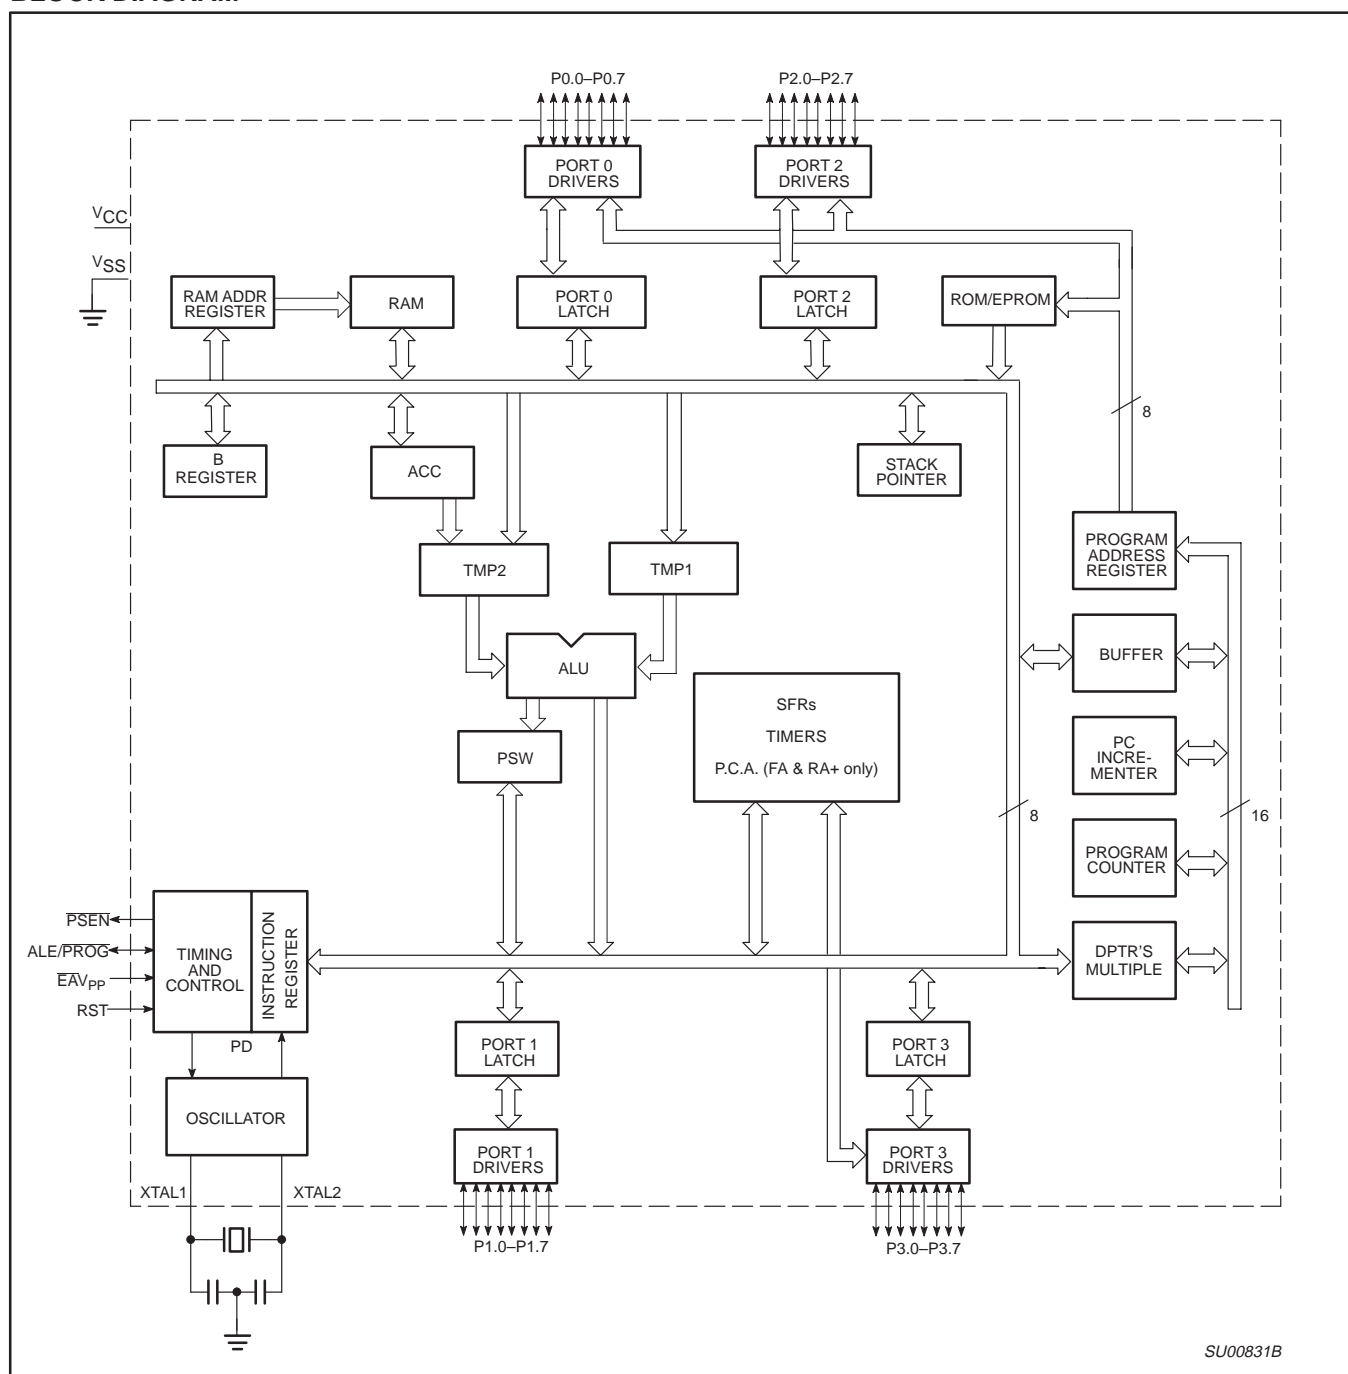 P0.0–P0.7
P2.0–P2.7
PORT 0
DRIVERS
PORT 2
DRIVERS
VCC
VSS
RAM ADDR
REGISTER
RAM
PORT 0
LATCH
PORT 2
LATCH
ROM/EPROM
8
B
REGISTER
ACC
STACK
POINTER
PROGRAM
ADDRESS
REGISTER
TMP2
TMP1
BUFFER
ALU
SFRs
TIMERS
P.C.A. (FA & RA+ only)
PSW
PC
INCRE-
MENTER
8
16
PROGRAM
COUNTER
PSEN
ALE/PROG
EAVPP
RST
TIMING
AND
CONTROL
INSTRUCTION
REGISTER
DPTR'S
MULTIPLE
PD
PORT 1
LATCH
PORT 3
LATCH
OSCILLATOR
PORT 1
DRIVERS
PORT 3
DRIVERS
XTAL1
XTAL2
P1.0–P1.7
P3.0–P3.7
SU00831B